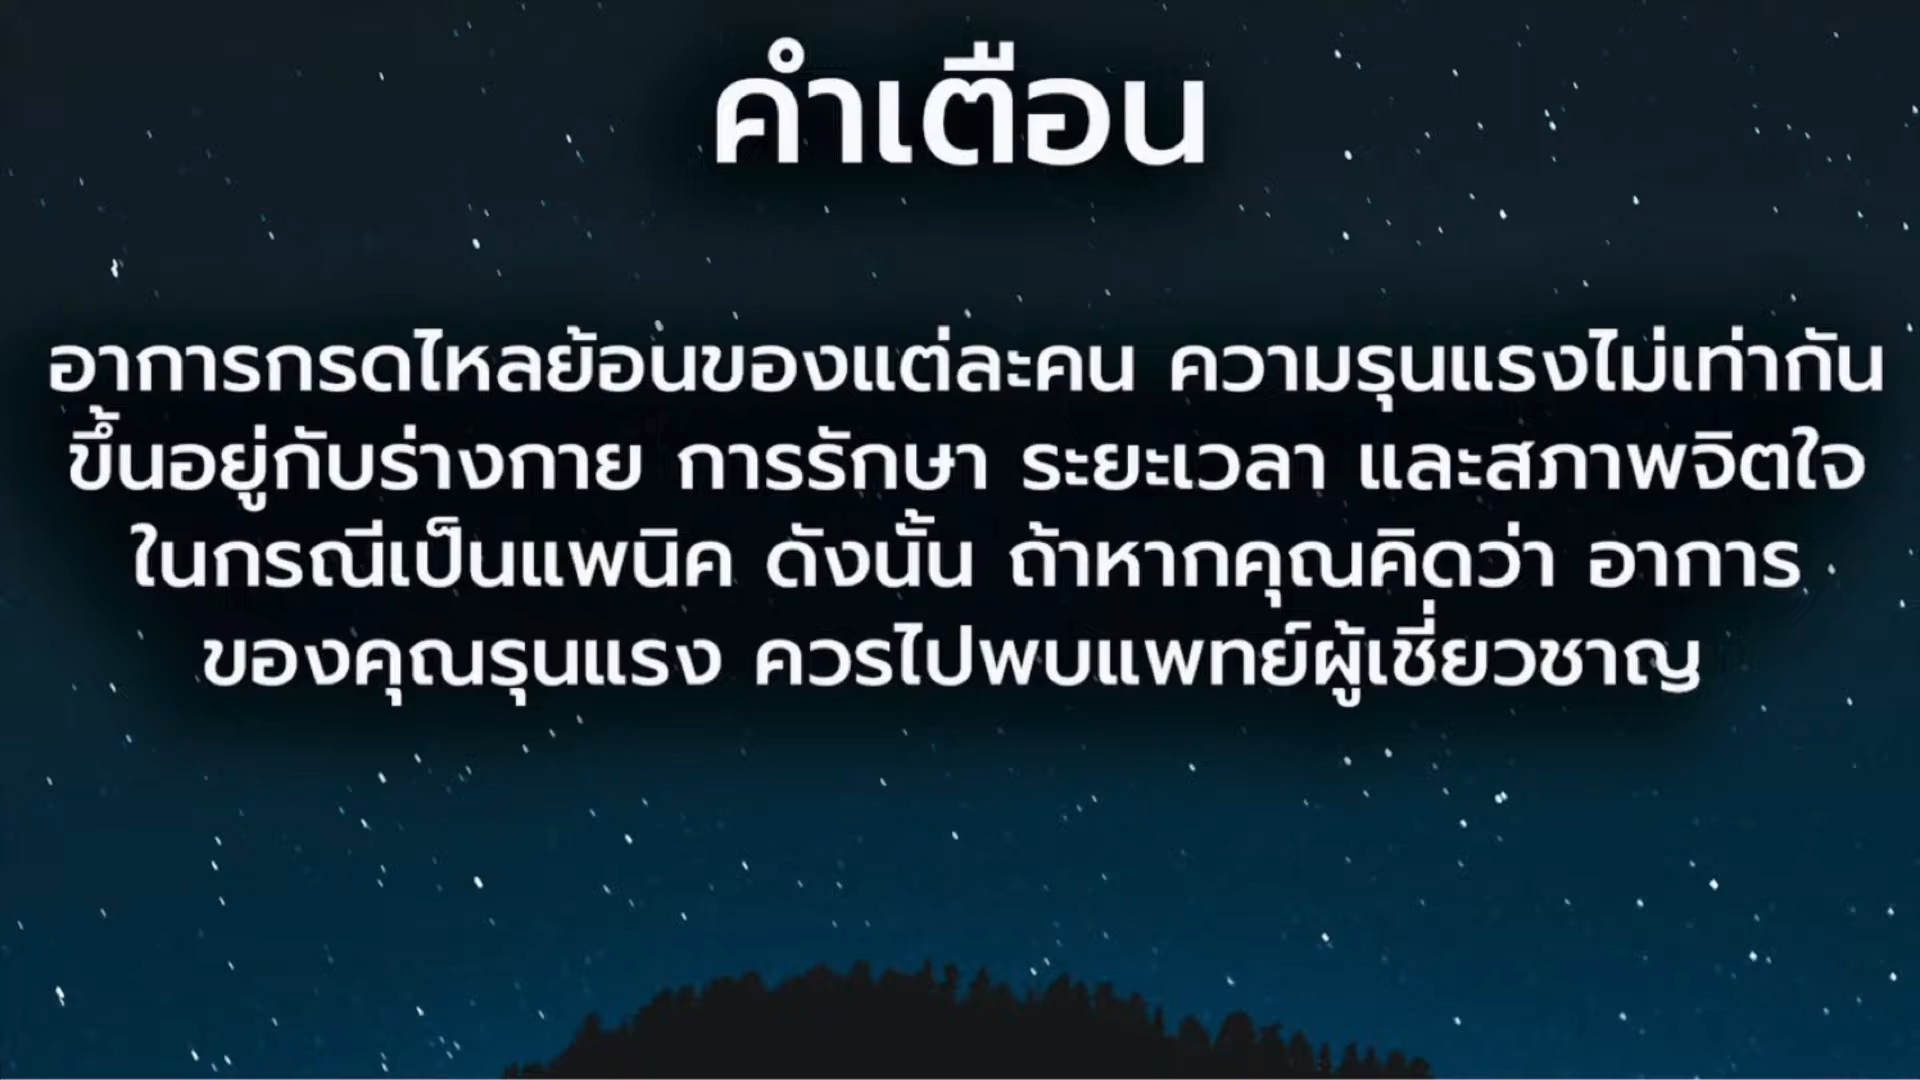 คำเตือน
อาการกรดไหลย้อนของแต่ละคน ความรุนแรงไม่เท่ากัน
ขึ้นอยู่กับร่างกาย การรักษา ระยะเวลา และสภาพจิตใจ
ในกรณีเป็นแพนิค ดังนั้น ถ้าหากคุณคิดว่า อาการ
ของคุณรุนแรง ควรไปพบแพทย์ผู้เชี่ยวชาญ